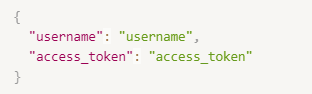 {
  "username": "username",
  "access_token": "access_token"
}